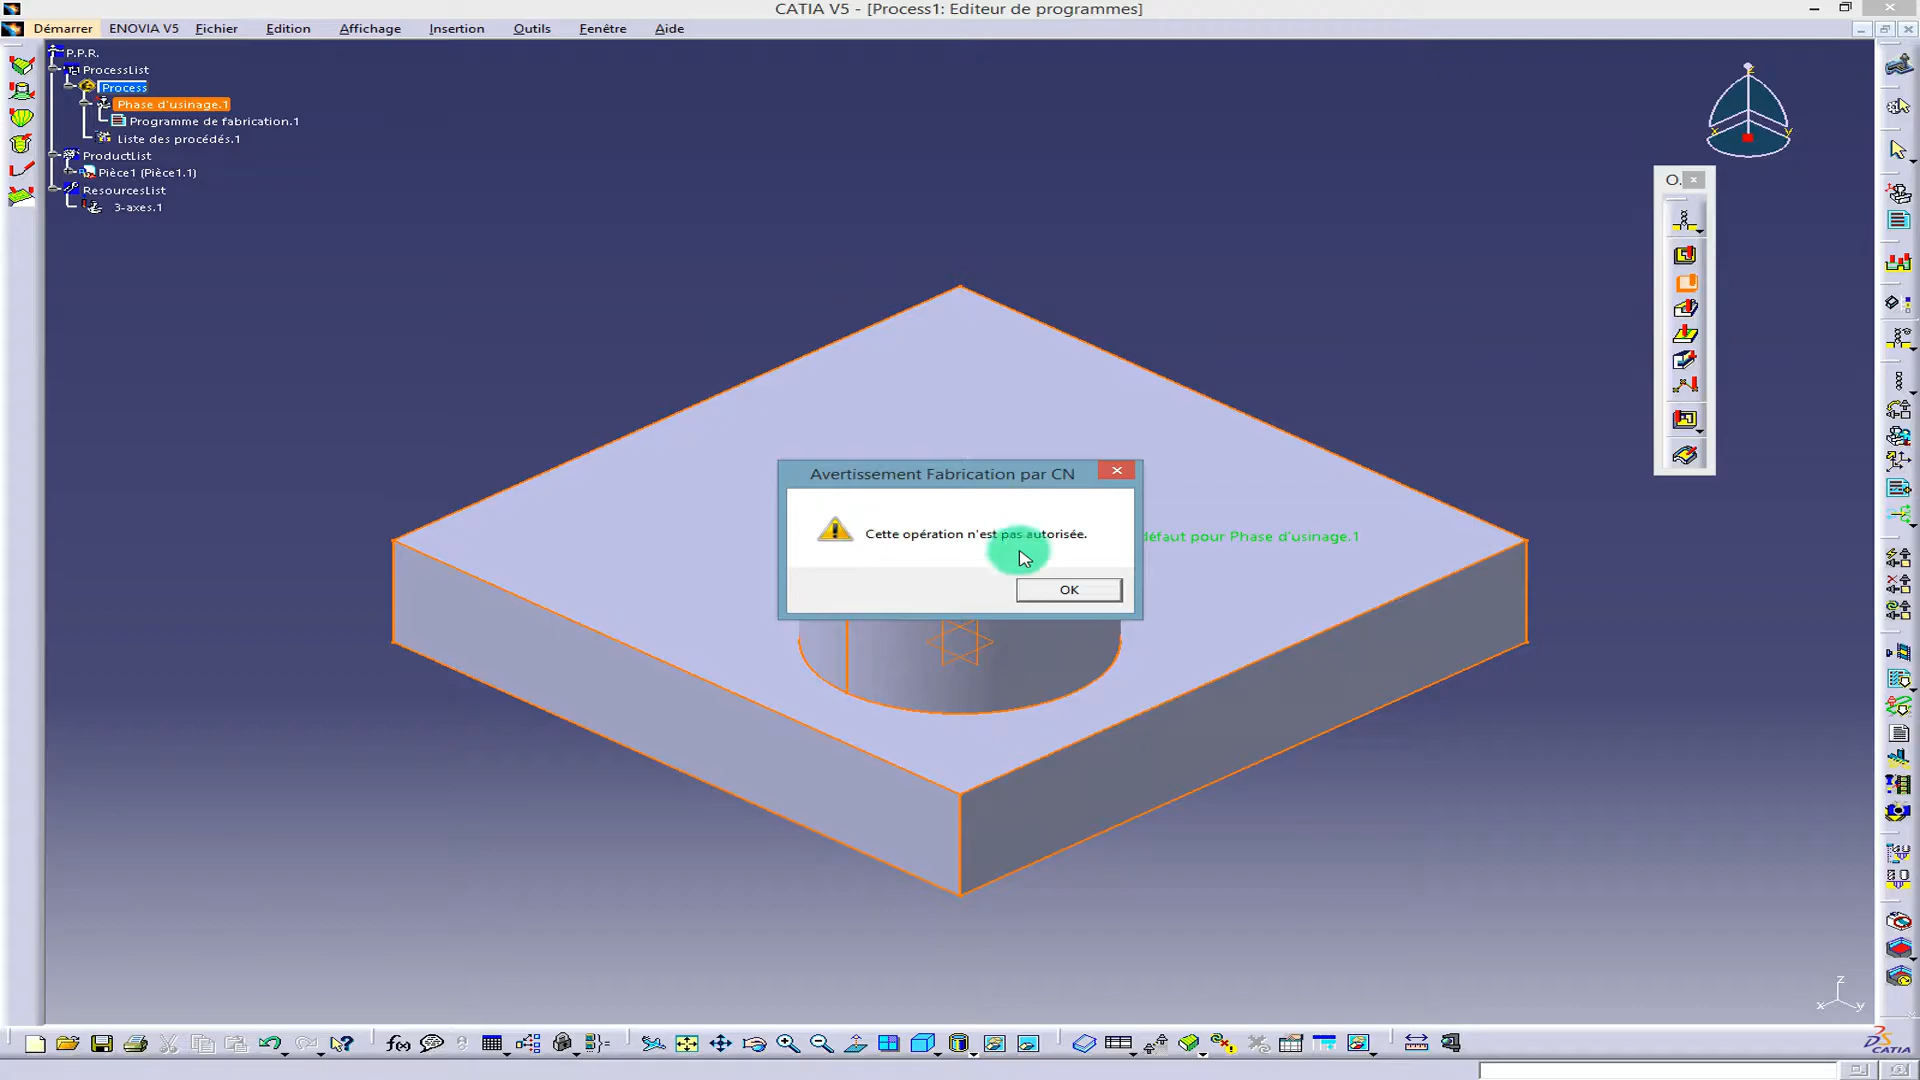 CATIA V5 - [Process1: Editeur de programmes]
Démarrer ENOVIA V5 Fichier Edition Affichage Insertion Outils Fenêtre Aide
P.P.R.
ProcessList
Process
Phase d'usinage.1
Programme de fabrication.1
Liste des procédés.1
ProductList
Pièce1 (Pièce1.1)
ResourcesList
3-axes.1
z
x
y
O.
Avertissement Fabrication par CN
Cette opération n'est pas autorisée.
OK
défaut pour Phase d'usinage.1
z
x
y
CATIA